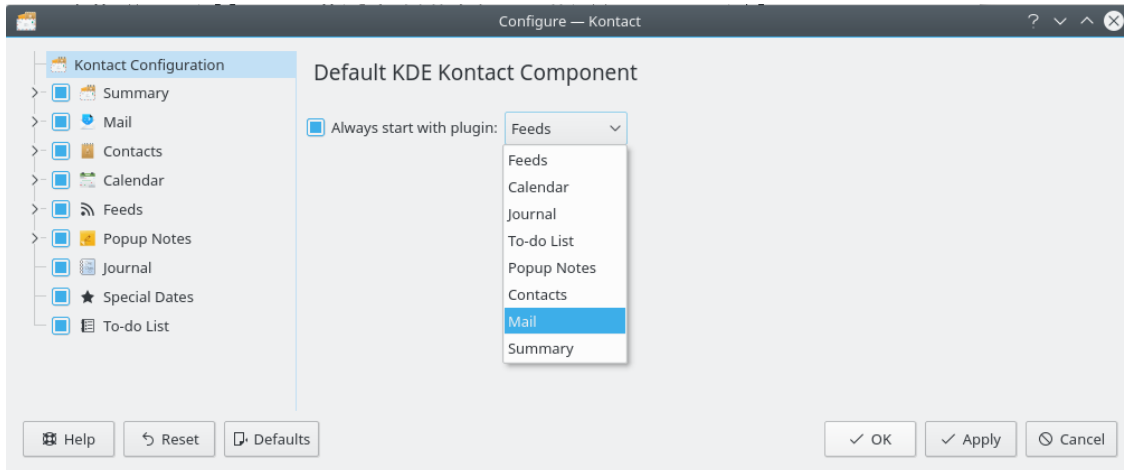 Configure — Kontact
Kontact Configuration
Summary
Mail
Contacts
Calendar
Feeds
Popup Notes
Journal
Special Dates
To-do List
Default KDE Kontact Component
Always start with plugin: Feeds
Feeds
Calendar
Journal
To-do List
Popup Notes
Contacts
Mail
Summary
Help Reset Defaults OK Apply Cancel